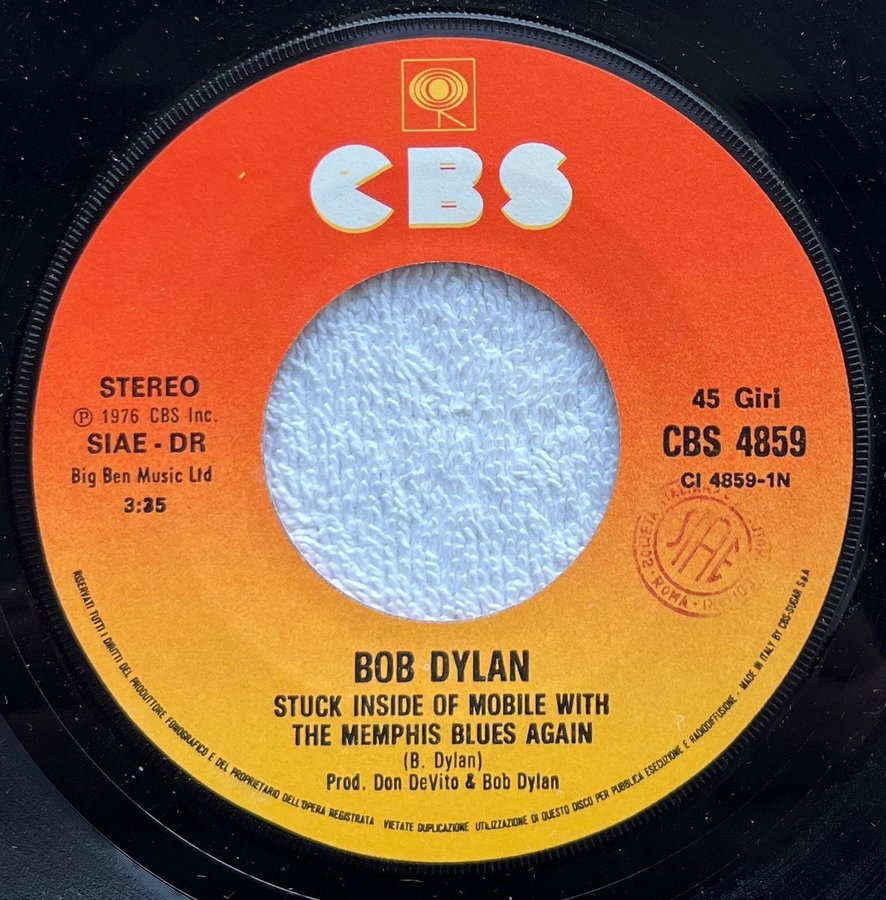 CBS
STEREO
Ⓟ 1976 CBS Inc.
SIAE - DR
Big Ben Music Ltd
3:35
45 Giri
CBS 4859
CI 4859-1N
SIAE
ROMA
BOB DYLAN
STUCK INSIDE OF MOBILE WITH
THE MEMPHIS BLUES AGAIN
(B. Dylan)
Prod. Don DeVito & Bob Dylan
RISERVATI TUTTI I DIRITTI DEL PRODUTTORE FONOGRAFICO E DEL PROPRIETARIO DELL'OPERA REGISTRATA VIETATE DUPLICAZIONE UTILIZZAZIONE DI QUESTO DISCO PER PUBBLICA ESECUZIONE E RADIODIFFUSIONE - MADE IN ITALY BY CBS-SUGAR S.p.A